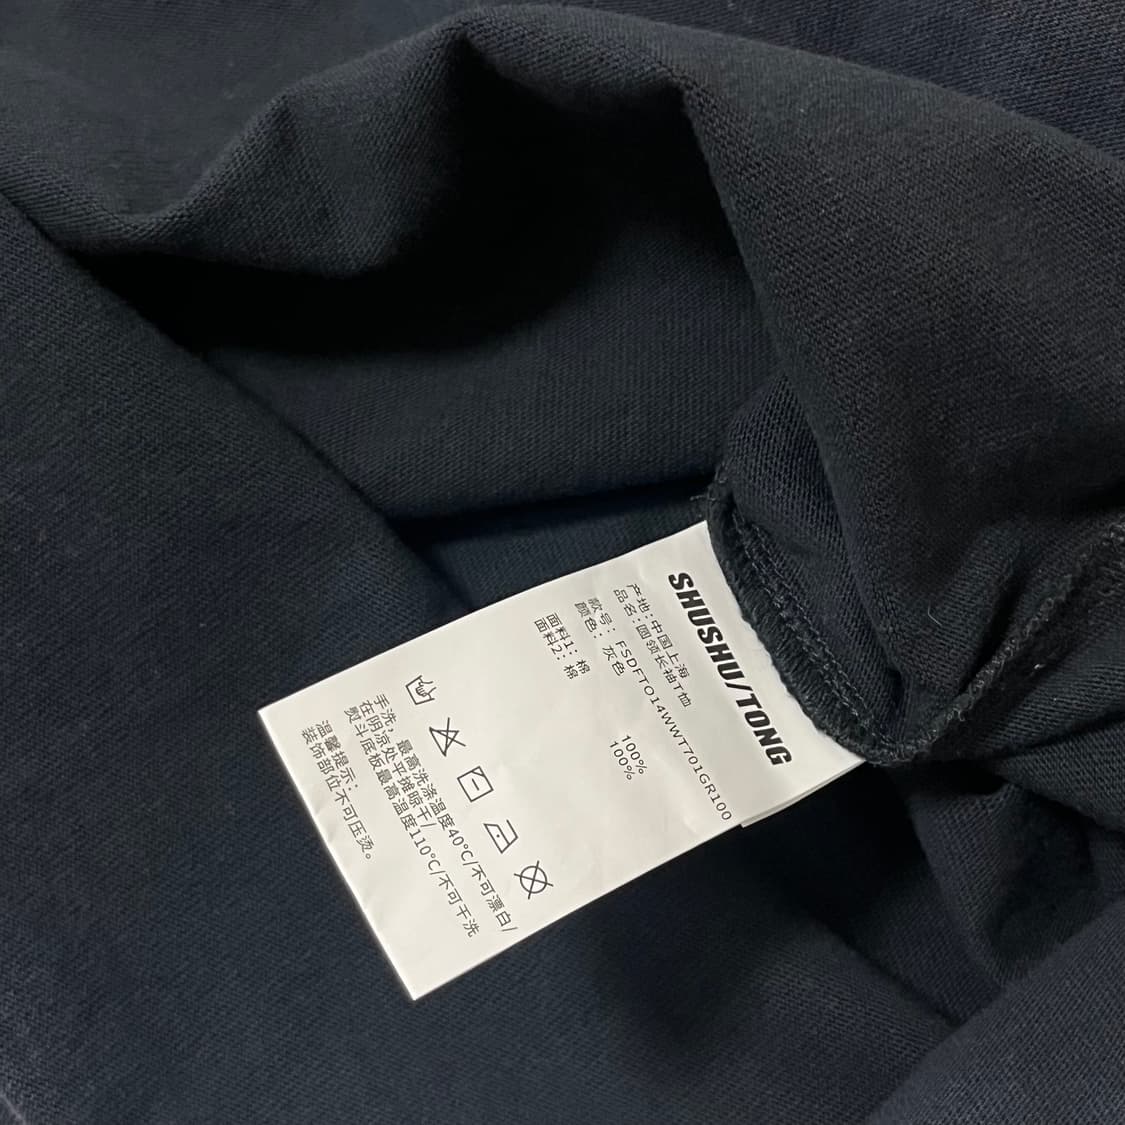 SHUSHU/TONG
产地：中国上海
品名：圆领长袖T恤
款号：FSDFTO14WWT701GR100
颜色：灰色
面料1：棉 100%
面料2：棉 100%
手洗，最高洗涤温度40℃/不可漂白/
在阴凉处平摊晾干/
熨斗底板最高温度110℃/不可干洗
温馨提示：
装饰部位不可压烫。